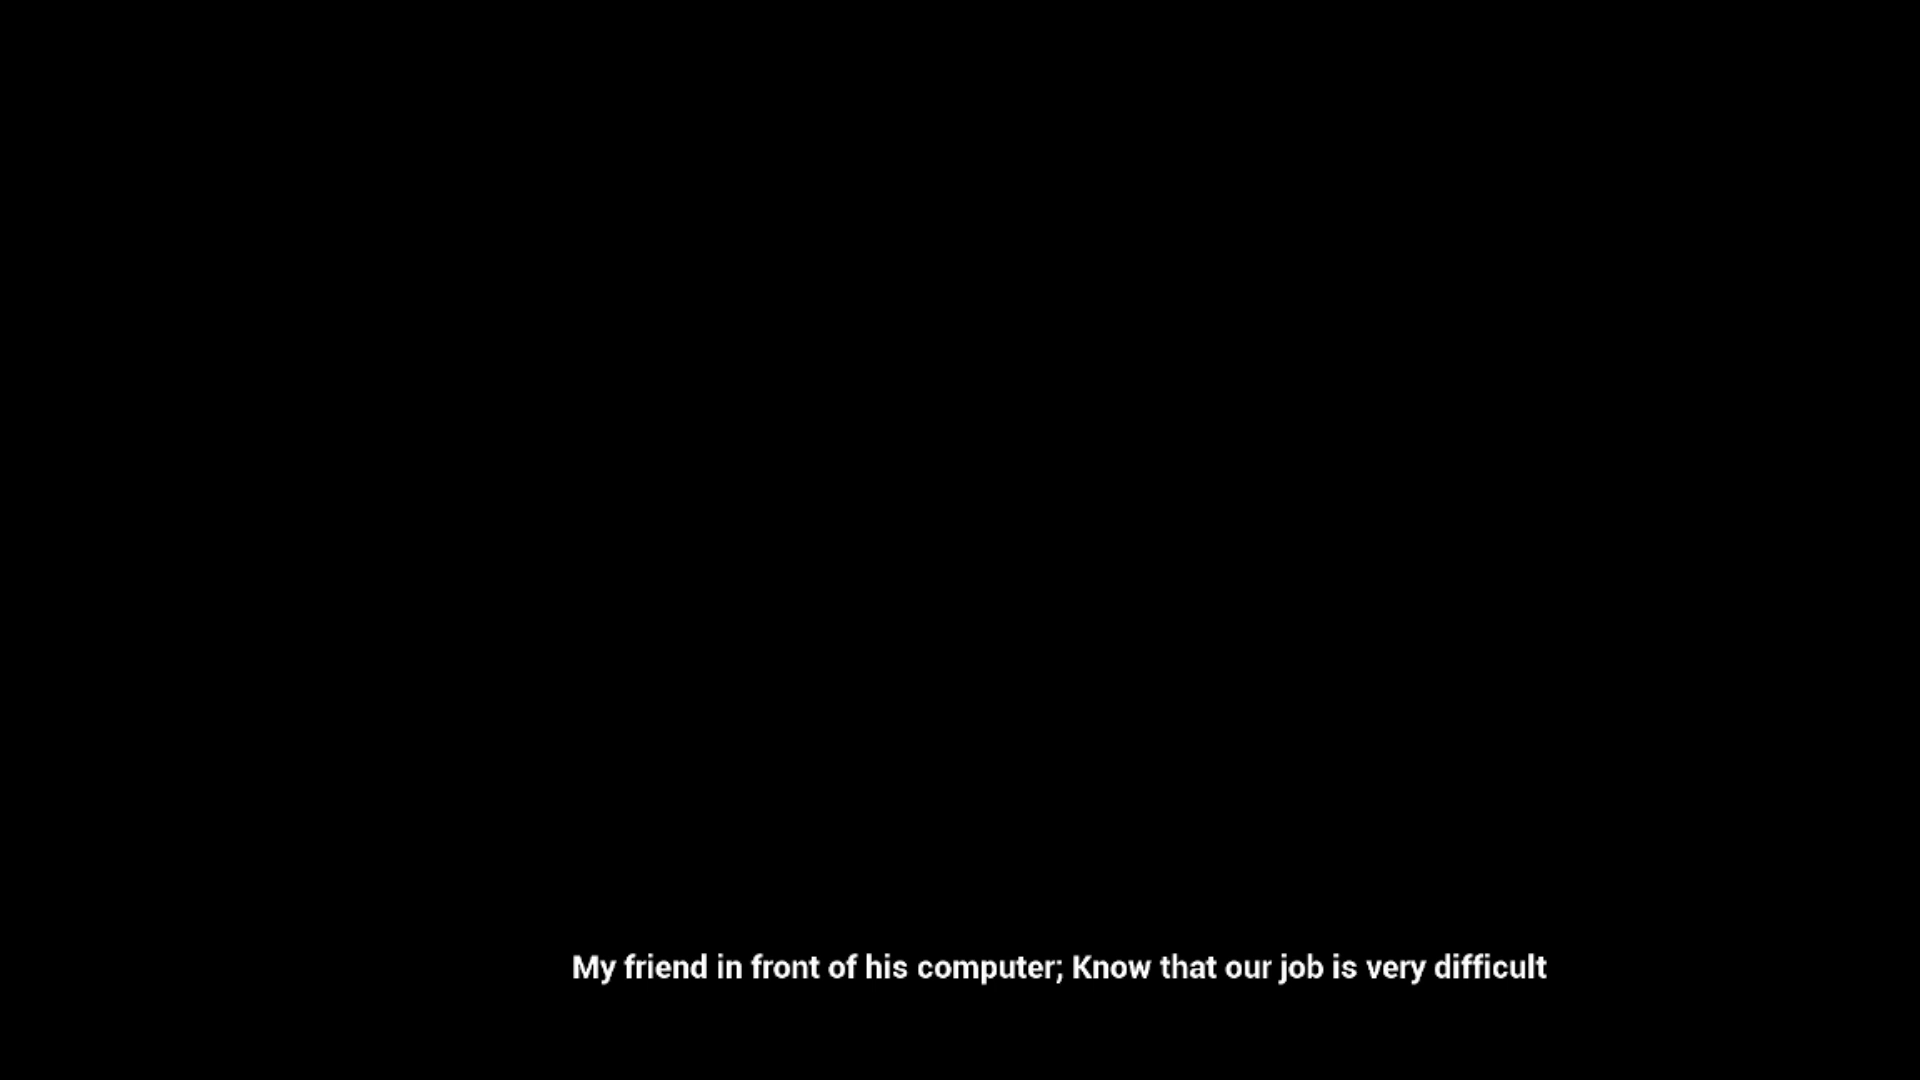 My friend in front of his computer; Know that our job is very difficult